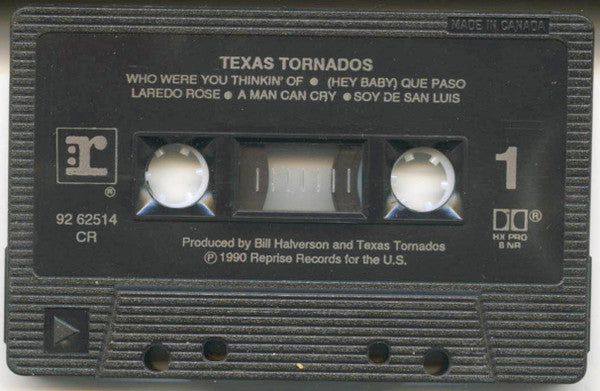 MADE IN CANADA
TEXAS TORNADOS
WHO WERE YOU THINKIN' OF ● (HEY BABY) QUE PASO
LAREDO ROSE ● A MAN CAN CRY ● SOY DE SAN LUIS
r ®
1
92 62514
CR
®
HX PRO
B NR
Produced by Bill Halverson and Texas Tornados
℗ 1990 Reprise Records for the U.S.